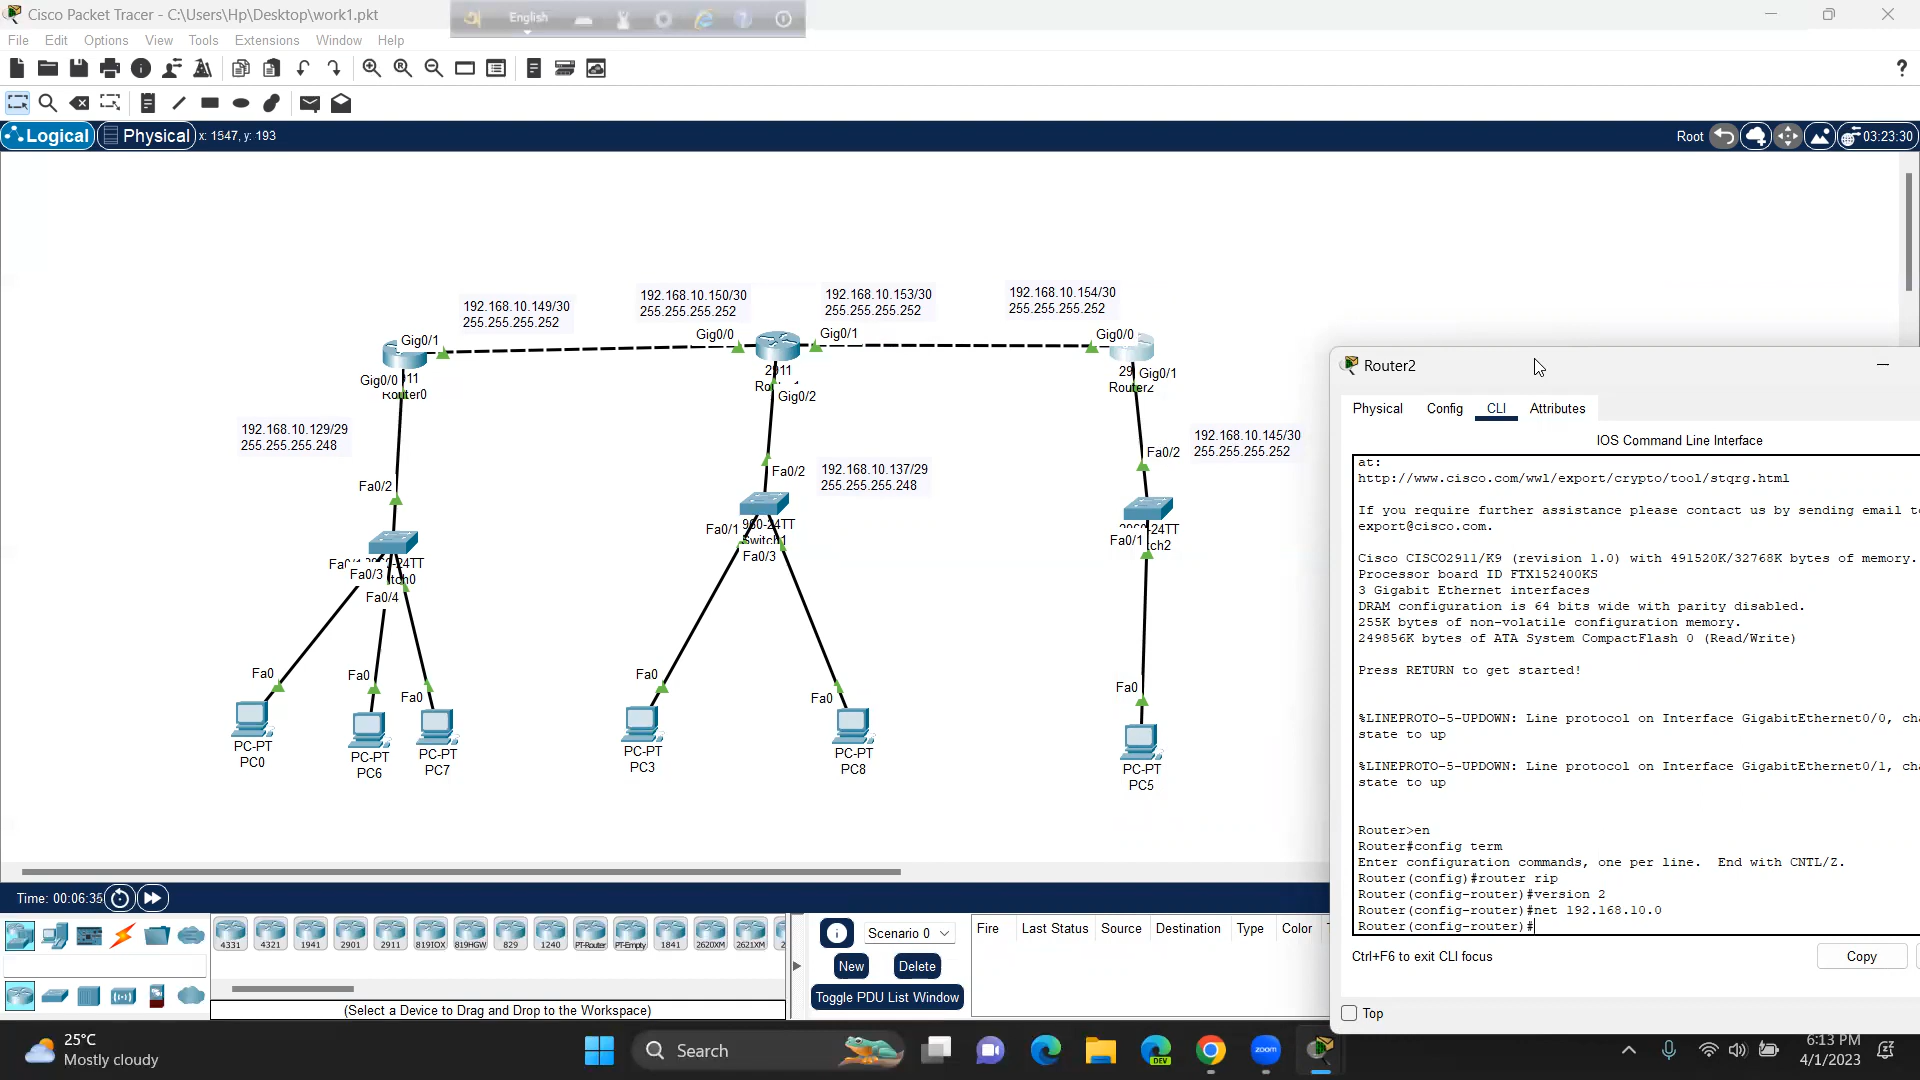 Cisco Packet Tracer - C:\Users\Hp\Desktop\work1.pkt
English
File Edit Options View Tools Extensions Window Help
Logical Physical x: 1547, y: 193
Root 03:23:30
192.168.10.149/30
255.255.255.252
192.168.10.150/30
255.255.255.252
192.168.10.153/30
255.255.255.252
192.168.10.154/30
255.255.255.252
Gig0/1
Gig0/0
Gig0/1
Gig0/0
Gig0/0
Router0
Gig0/2
Gig0/1
Router2
192.168.10.129/29
255.255.255.248
192.168.10.137/29
255.255.255.248
192.168.10.145/30
255.255.255.252
Fa0/2
Fa0/2
Fa0/2
Fa0/3
Fa0/4
Fa0/1
Switch1
Fa0/3
Fa0/1
Fa0
Fa0
Fa0
Fa0
Fa0
Fa0
PC-PT
PC0
PC-PT
PC6
PC-PT
PC7
PC-PT
PC3
PC-PT
PC8
PC-PT
PC5
Router2
Physical Config CLI Attributes
IOS Command Line Interface
at:
http://www.cisco.com/wwl/export/crypto/tool/stqrg.html
If you require further assistance please contact us by sending email to
export@cisco.com.
Cisco CISCO2911/K9 (revision 1.0) with 491520K/32768K bytes of memory.
Processor board ID FTX152400KS
3 Gigabit Ethernet interfaces
DRAM configuration is 64 bits wide with parity disabled.
255K bytes of non-volatile configuration memory.
249856K bytes of ATA System CompactFlash 0 (Read/Write)
Press RETURN to get started!
%LINEPROTO-5-UPDOWN: Line protocol on Interface GigabitEthernet0/0, cha
state to up
%LINEPROTO-5-UPDOWN: Line protocol on Interface GigabitEthernet0/1, cha
state to up
Router>en
Router#config term
Enter configuration commands, one per line. End with CNTL/Z.
Router(config)#router rip
Router(config-router)#version 2
Router(config-router)#net 192.168.10.0
Router(config-router)#
Ctrl+F6 to exit CLI focus
Copy
Top
Time: 00:06:35
4331 4321 1941 2901 2911 819IOX 819HGW 829 1240 PT-Router PT-Empty 1841 2620XM 2621XM
(Select a Device to Drag and Drop to the Workspace)
Scenario 0
New Delete
Toggle PDU List Window
Fire Last Status Source Destination Type Color
25°C
Mostly cloudy
Search
DEV
zoom
6:13 PM
4/1/2023